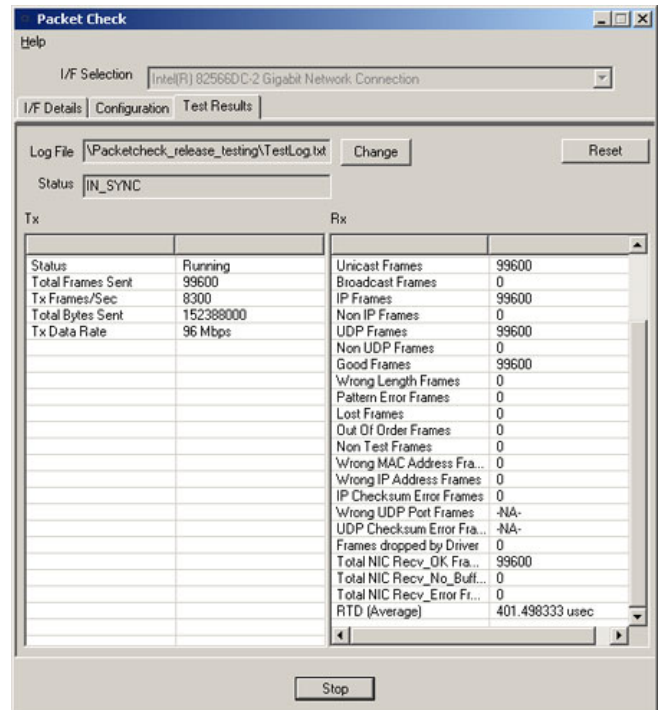 Packet Check
Help
I/F Selection Intel(R) 82566DC-2 Gigabit Network Connection
I/F Details Configuration Test Results
Log File \Packetcheck_release_testing\TestLog.txt Change Reset
Status IN_SYNC
Tx
Status Running
Total Frames Sent 99600
Tx Frames/Sec 8300
Total Bytes Sent 152388000
Tx Data Rate 96 Mbps
Rx
Unicast Frames 99600
Broadcast Frames 0
IP Frames 99600
Non IP Frames 0
UDP Frames 99600
Non UDP Frames 0
Good Frames 99600
Wrong Length Frames 0
Pattern Error Frames 0
Lost Frames 0
Out Of Order Frames 0
Non Test Frames 0
Wrong MAC Address Fra... 0
Wrong IP Address Frames 0
IP Checksum Error Frames 0
Wrong UDP Port Frames -NA-
UDP Checksum Error Fra... -NA-
Frames dropped by Driver 0
Total NIC Recv_OK Fra... 99600
Total NIC Recv_No_Buff... 0
Total NIC Recv_Error Fr... 0
RTD (Average) 401.498333 usec
Stop